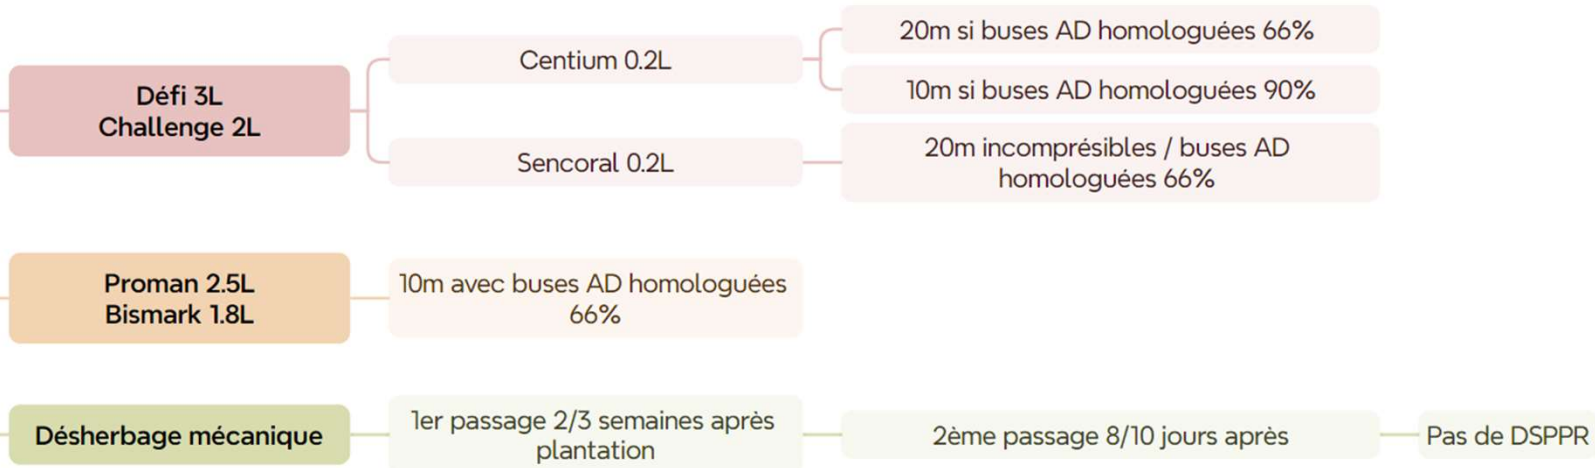 Défi 3L
Challenge 2L
Centium 0.2L
20m si buses AD homologuées 66%
10m si buses AD homologuées 90%
Sencoral 0.2L
20m incomprésibles / buses AD
homologuées 66%
Proman 2.5L
Bismark 1.8L
10m avec buses AD homologuées
66%
Désherbage mécanique
1er passage 2/3 semaines après
plantation
2ème passage 8/10 jours après
Pas de DSPPR